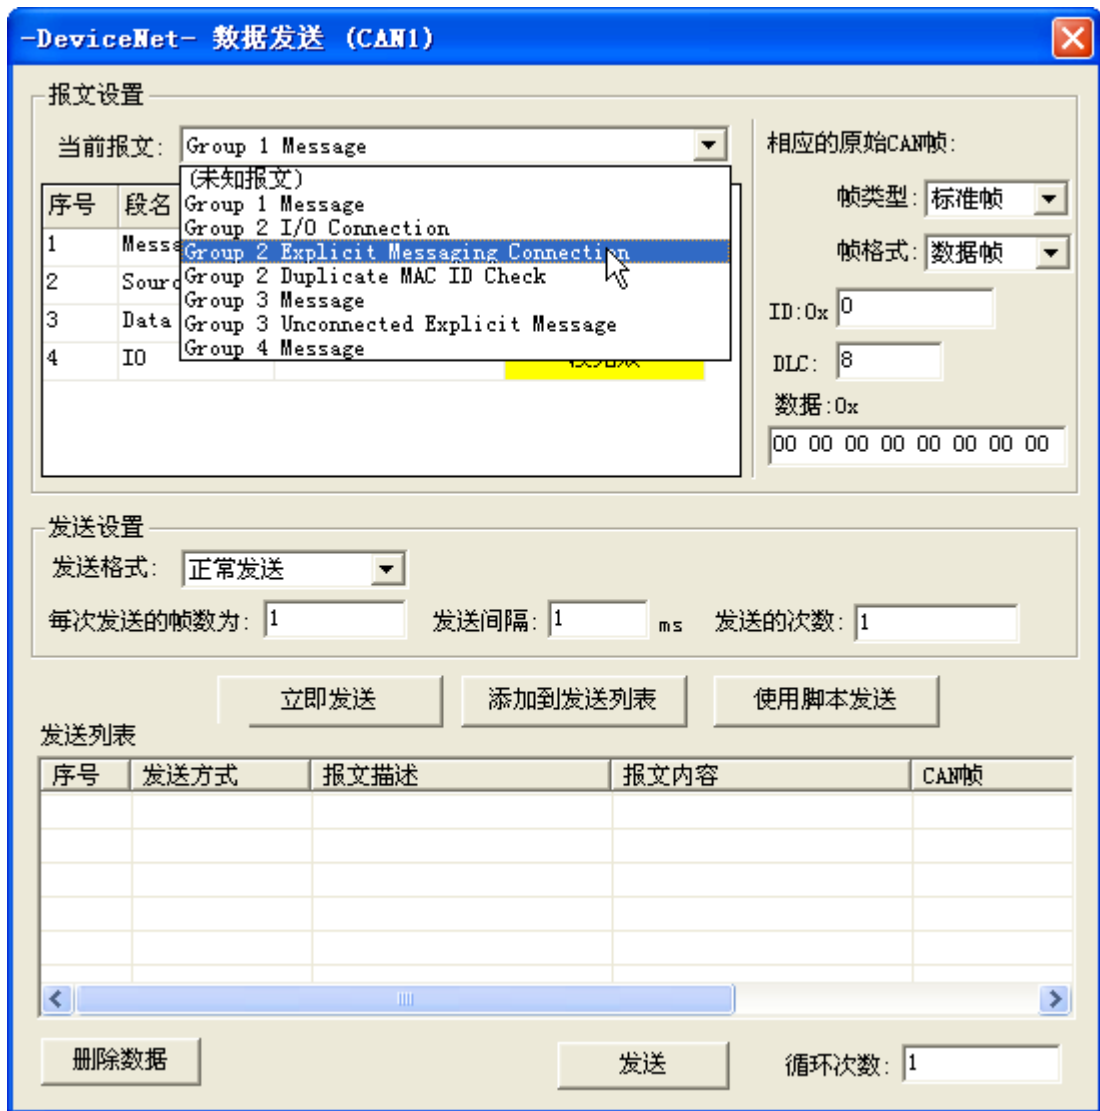 -DeviceNet- 数据发送 (CAN1)
报文设置
当前报文: Group 1 Message
(未知报文)
Group 1 Message
Group 2 I/O Connection
Group 2 Explicit Messaging Connection
Group 2 Duplicate MAC ID Check
Group 3 Message
Group 3 Unconnected Explicit Message
Group 4 Message
序号 段名
1
2
3 Data
4 IO
相应的原始CAN帧:
帧类型: 标准帧
帧格式: 数据帧
ID:0x 0
DLC: 8
数据:0x
00 00 00 00 00 00 00 00
发送设置
发送格式: 正常发送
每次发送的帧数为: 1 发送间隔: 1 ms 发送的次数: 1
立即发送 添加到发送列表 使用脚本发送
发送列表
序号 发送方式 报文描述 报文内容 CAN帧
删除数据 发送 循环次数: 1